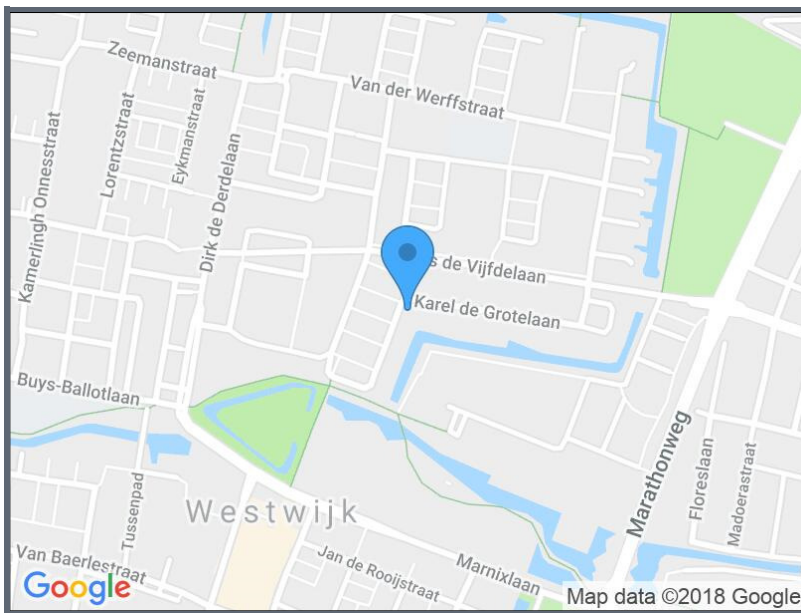 Zeemanstraat
Van der Werffstraat
Eykmanstraat
Lorentzstraat
Kamerlingh Onnesstraat
Dirk de Derdelaan
s de Vijfdelaan
Karel de Grotelaan
Buys-Ballotlaan
Tussenpad
Westwijk
Marathonweg
Floreslaan
Madoerastraat
Van Baerlestraat
Jan de Rooijstraat
Marnixlaan
Google
Map data ©2018 Google